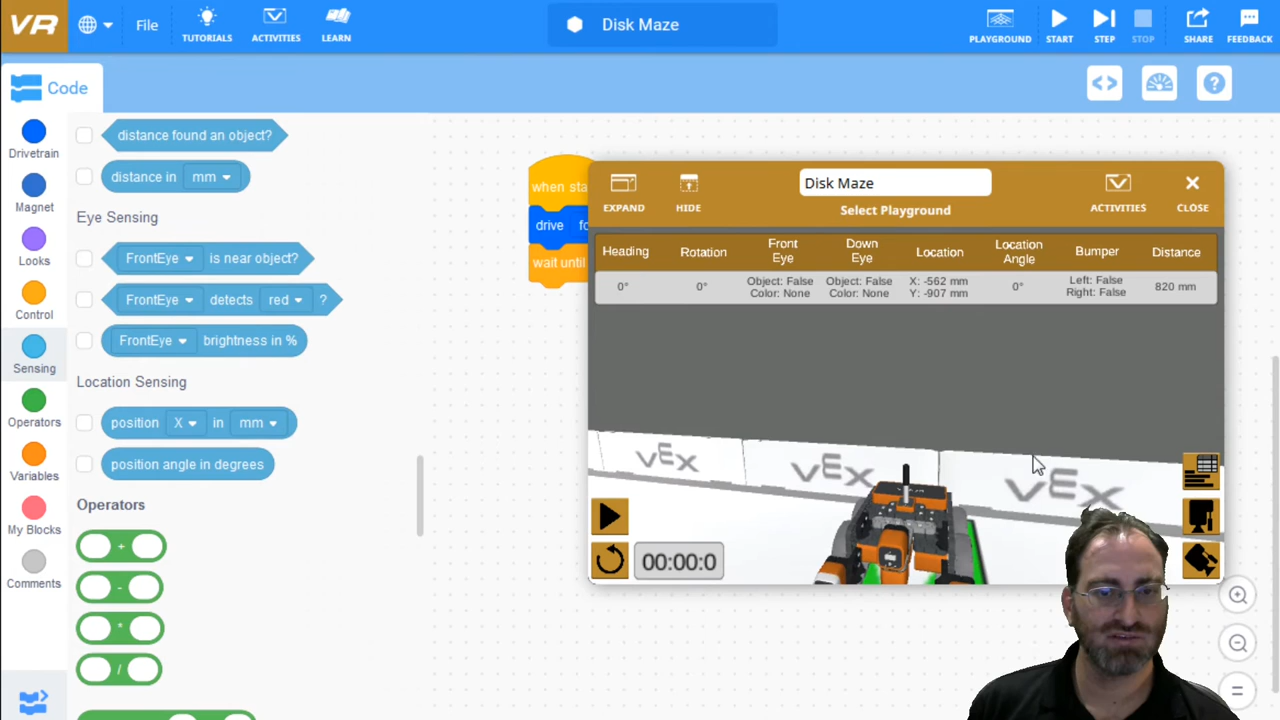 VR
File
TUTORIALS
ACTIVITIES
LEARN
Disk Maze
PLAYGROUND
START
STEP
STOP
SHARE
FEEDBACK
Code
Drivetrain
Magnet
Looks
Control
Sensing
Operators
Variables
My Blocks
Comments
distance found an object?
distance in mm
Eye Sensing
FrontEye is near object?
FrontEye detects red ?
FrontEye brightness in %
Location Sensing
position X in mm
position angle in degrees
Operators
+
-
*
/
when sta
drive fo
wait until
EXPAND
HIDE
Disk Maze
Select Playground
ACTIVITIES
CLOSE
Heading Rotation Front Eye Down Eye Location Location Angle Bumper Distance
0° 0° Object: False Object: False X: -562 mm 0° Left: False 820 mm
Color: None Color: None Y: -907 mm Right: False
VEX VEX VEX
00:00:0